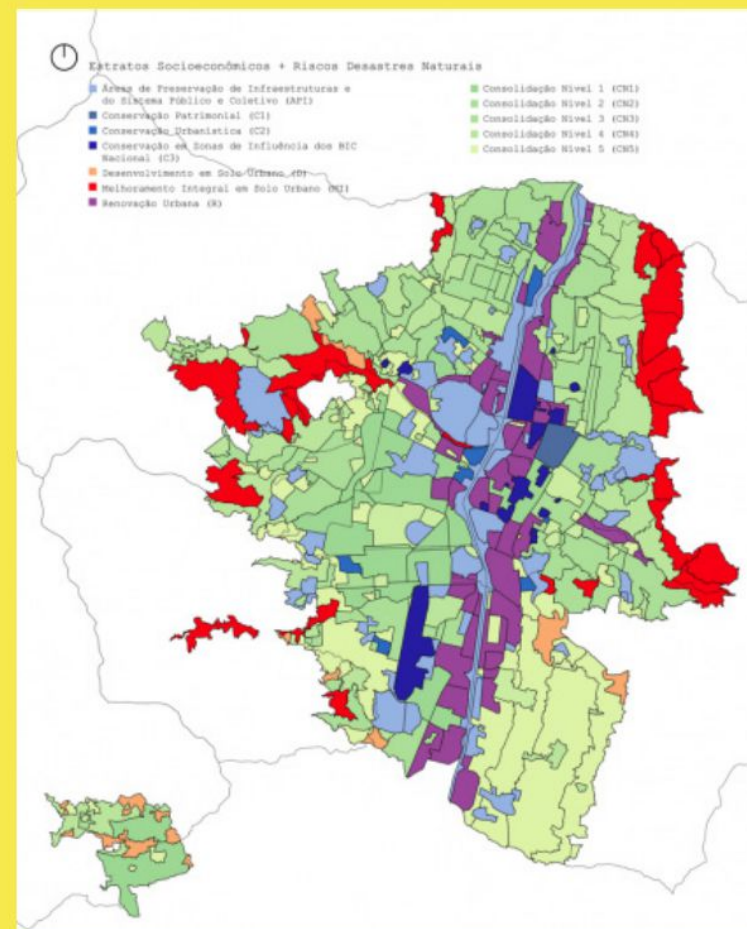 Estratos Socioeconômicos + Riscos Desastres Naturais
Áreas de Preservação de Infraestruturas e
do Sistema Público e Coletivo (API)
Conservação Patrimonial (C1)
Conservação Urbanística (C2)
Conservação em Zonas de Influência dos BIC
Nacional (C3)
Desenvolvimento em Solo Urbano (D)
Melhoramento Integral em Solo Urbano (MI)
Renovação Urbana (R)
Consolidação Nível 1 (CN1)
Consolidação Nível 2 (CN2)
Consolidação Nível 3 (CN3)
Consolidação Nível 4 (CN4)
Consolidação Nível 5 (CN5)